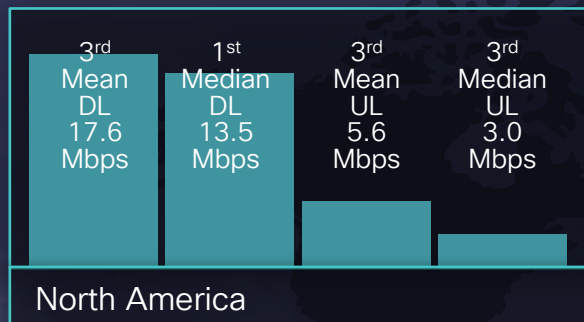 3rd
Mean
DL
17.6
Mbps
1st
Median
DL
13.5
Mbps
3rd
Mean
UL
5.6
Mbps
3rd
Median
UL
3.0
Mbps
North America